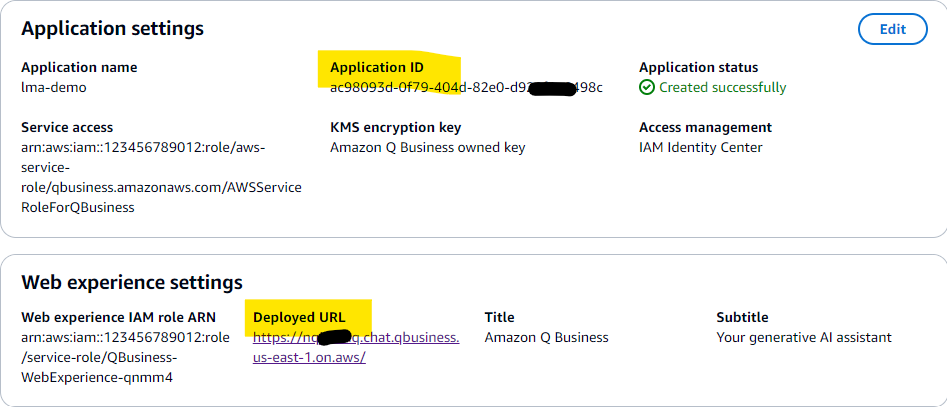 Application settings
Edit
Application name
lma-demo
Application ID
ac98093d-0f79-404d-82e0-d92 498c
Application status
Created successfully
Service access
arn:aws:iam::123456789012:role/aws-
service-
role/qbusiness.amazonaws.com/AWSService
RoleForQBusiness
KMS encryption key
Amazon Q Business owned key
Access management
IAM Identity Center
Web experience settings
Web experience IAM role ARN
arn:aws:iam::123456789012:role
/service-role/QBusiness-
WebExperience-qnmm4
Deployed URL
https://nq q.chat.qbusiness.
us-east-1.on.aws/
Title
Amazon Q Business
Subtitle
Your generative AI assistant